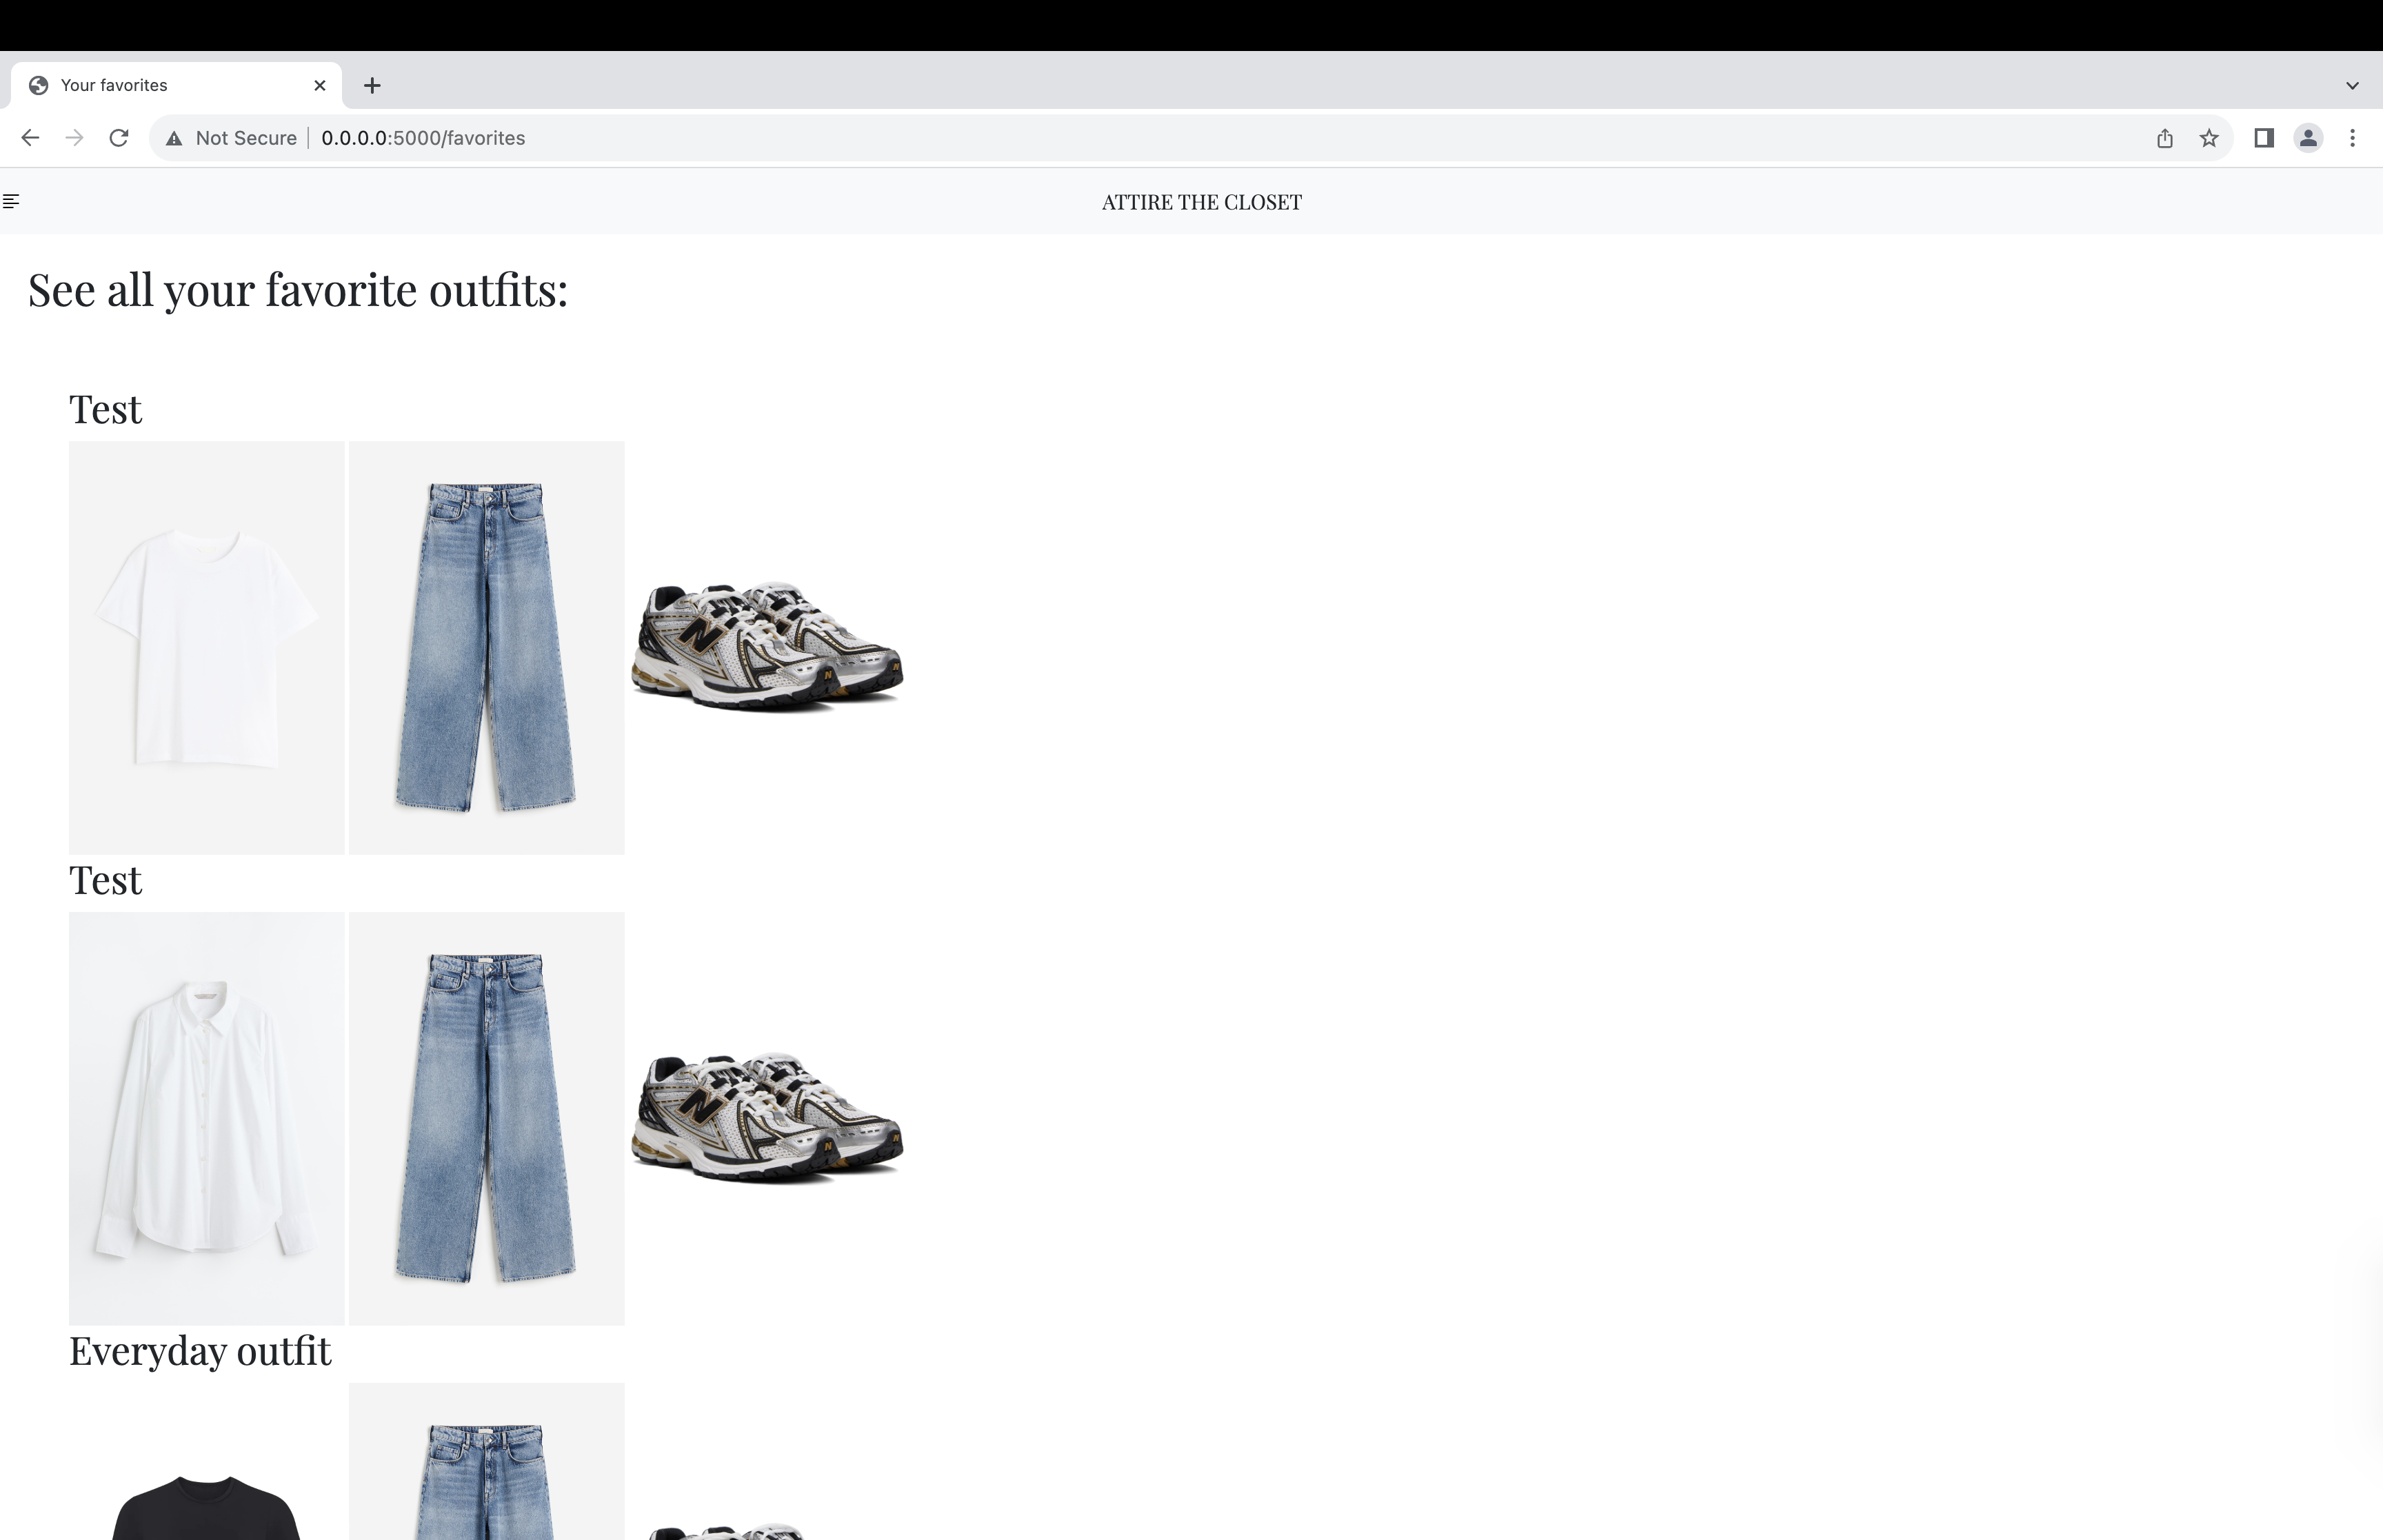 Your favorites
Not Secure 0.0.0.0:5000/favorites
ATTIRE THE CLOSET
See all your favorite outfits:
Test
N
N
N
Test
N
N
N
Everyday outfit